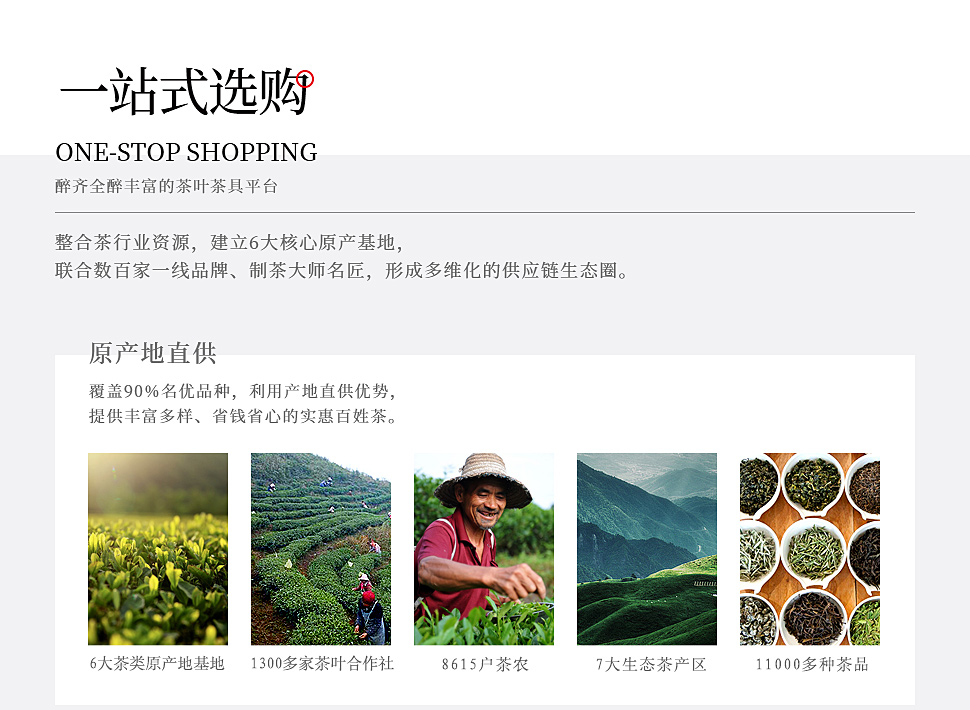 一站式选购
ONE-STOP SHOPPING
醉齐全醉丰富的茶叶茶具平台
整合茶行业资源，建立6大核心原产基地，
联合数百家一线品牌、制茶大师名匠，形成多维化的供应链生态圈。
原产地直供
覆盖90%名优品种，利用产地直供优势，
提供丰富多样、省钱省心的实惠百姓茶。
6大茶类原产地基地
1300多家茶叶合作社
8615户茶农
7大生态茶产区
11000多种茶品